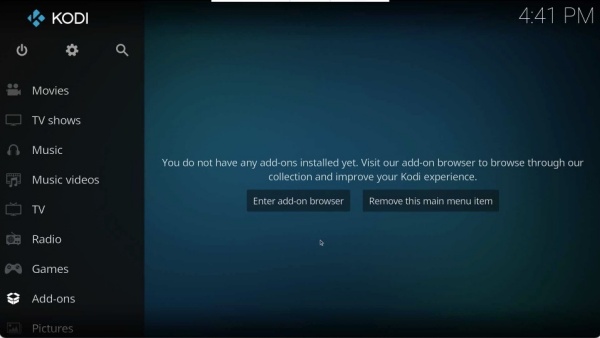 KODI
4:41 PM
Movies
TV shows
Music
Music videos
TV
Radio
Games
Add-ons
Pictures
You do not have any add-ons installed yet. Visit our add-on browser to browse through our
collection and improve your Kodi experience.
Enter add-on browser
Remove this main menu item